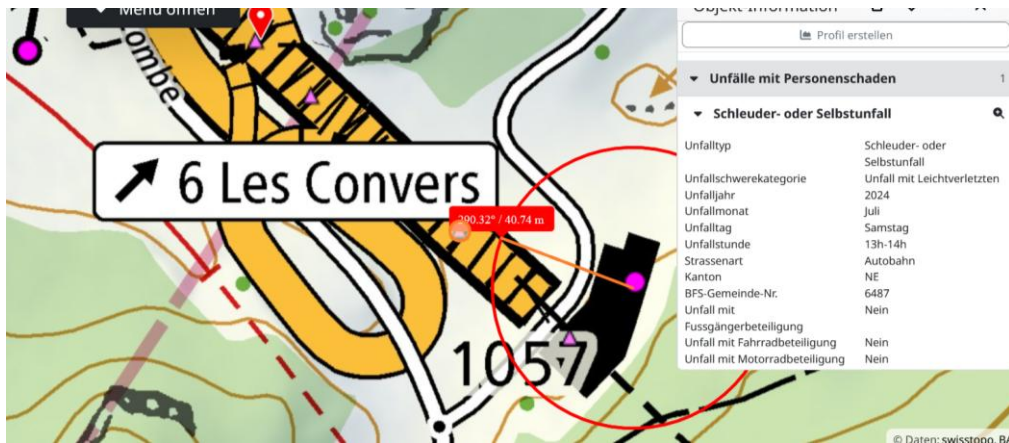 Menü öffnen
ombe
6 Les Convers
290.32° / 40.74 m
1057
Objekt-Information
Profil erstellen
Unfälle mit Personenschaden 1
Schleuder- oder Selbstunfall
Unfalltyp Schleuder- oder
Selbstunfall
Unfallschwerekategorie Unfall mit Leichtverletzten
Unfalljahr 2024
Unfallmonat Juli
Unfalltag Samstag
Unfallstunde 13h-14h
Strassenart Autobahn
Kanton NE
BFS-Gemeinde-Nr. 6487
Unfall mit Nein
Fussgängerbeteiligung
Unfall mit Fahrradbeteiligung Nein
Unfall mit Motorradbeteiligung Nein
© Daten: swisstopo, BA